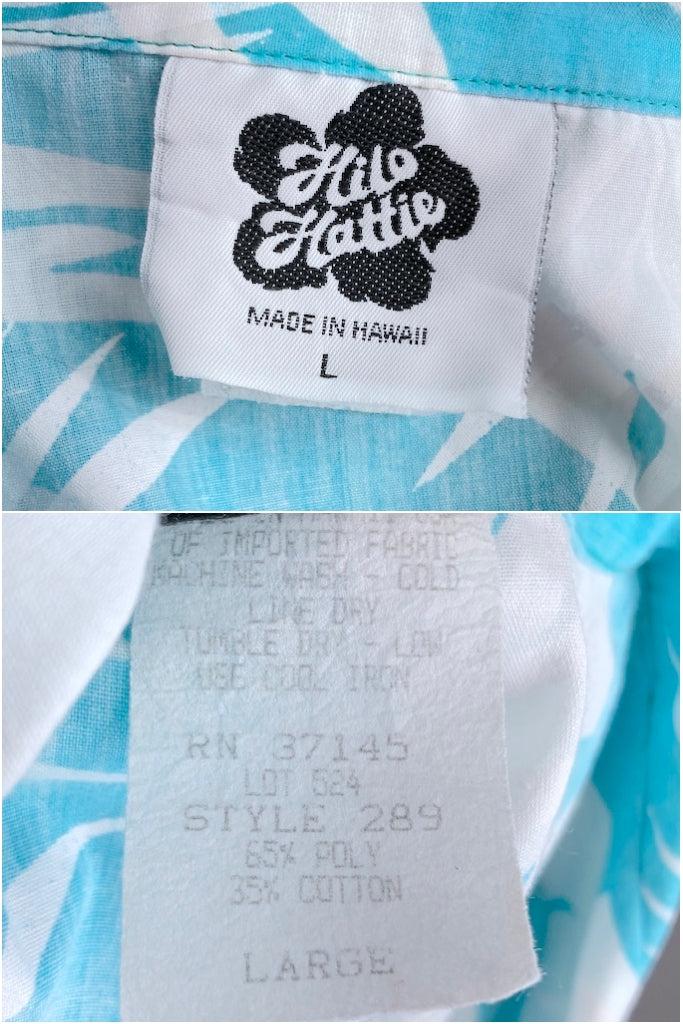 Hilo
Hattie
MADE IN HAWAII
L
OF IMPORTED FABRIC
MACHINE WASH - COLD
LINE DRY
TUMBLE DRY - LOW
USE COOL IRON
RN 37145
LOT 524
STYLE 289
65% POLY
35% COTTON
LARGE